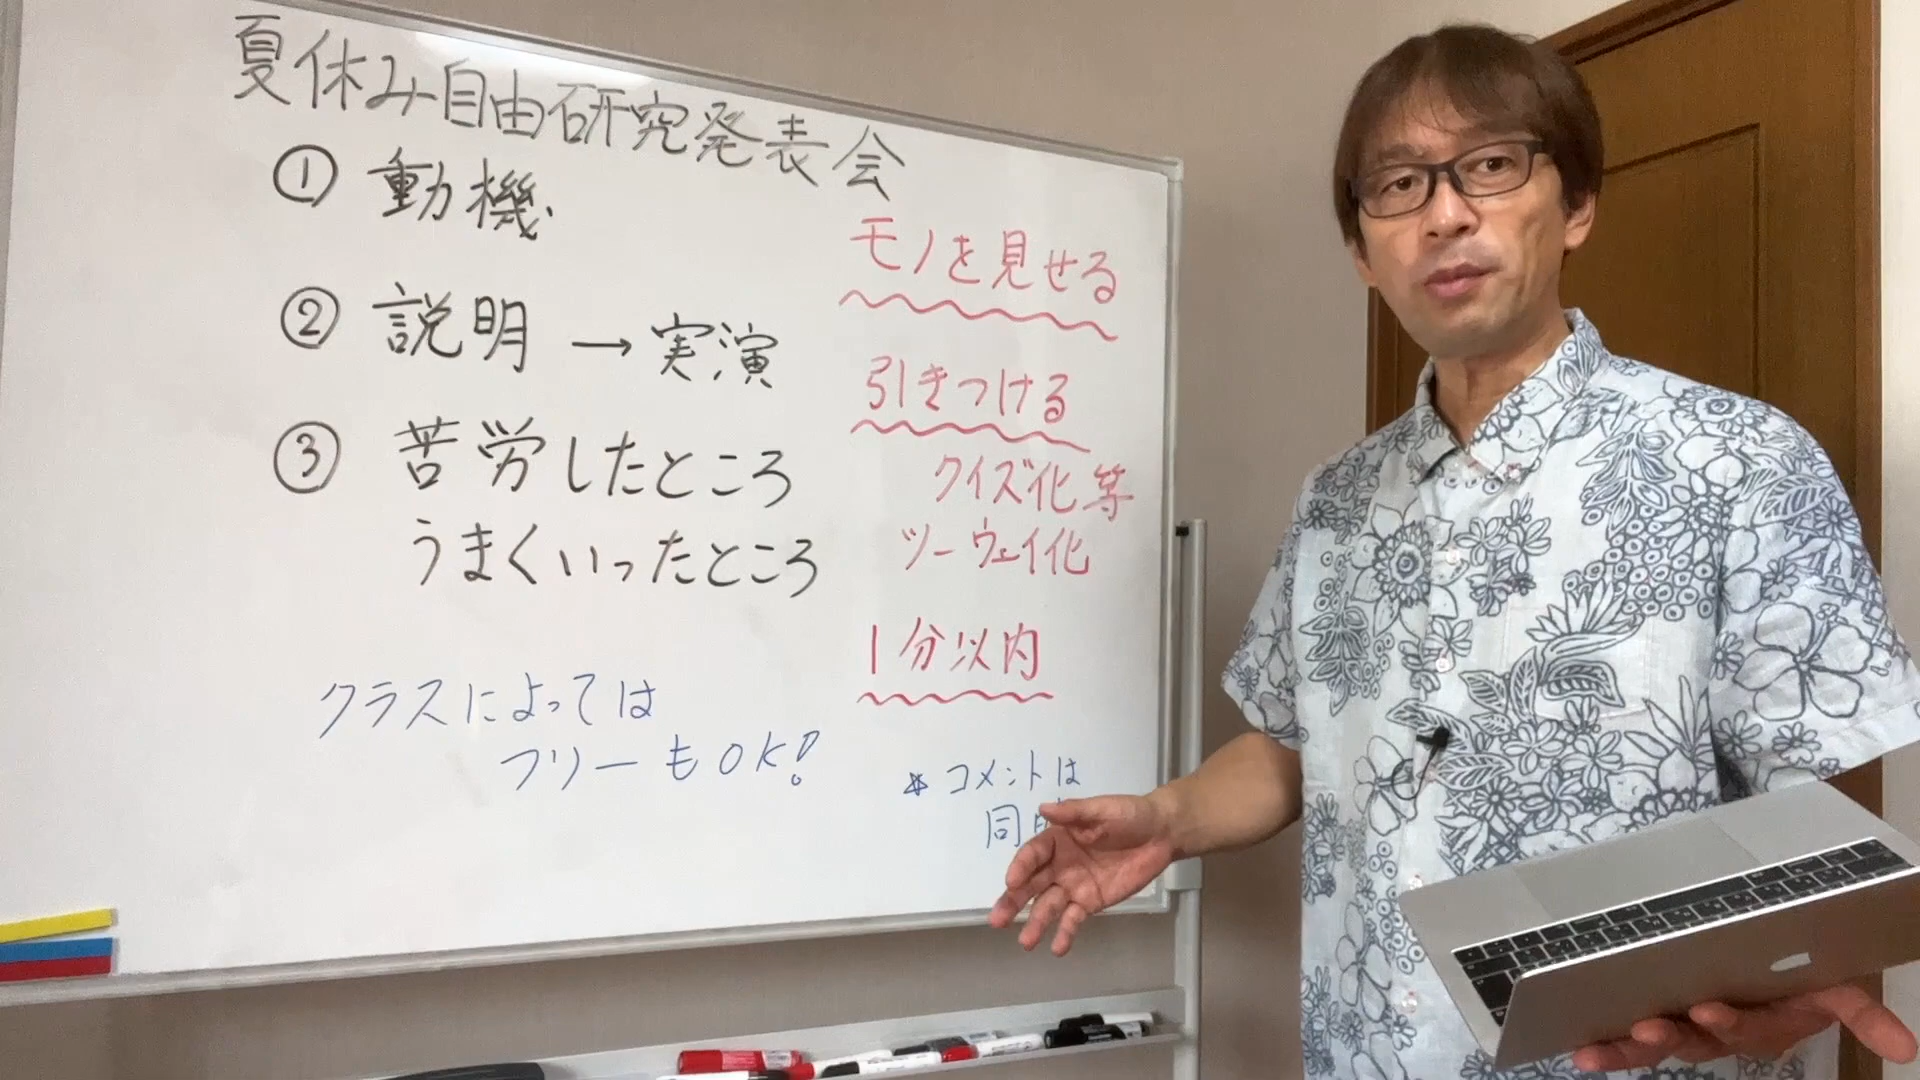 夏休み自由研究発表会
① 動機
② 説明 → 実演
③ 苦労したところ
うまくいったところ
クラスによっては
フリーもOK!
モノを見せる
引きつける
クイズ化等
ツーウェイ化
1分以内
* コメントは
同